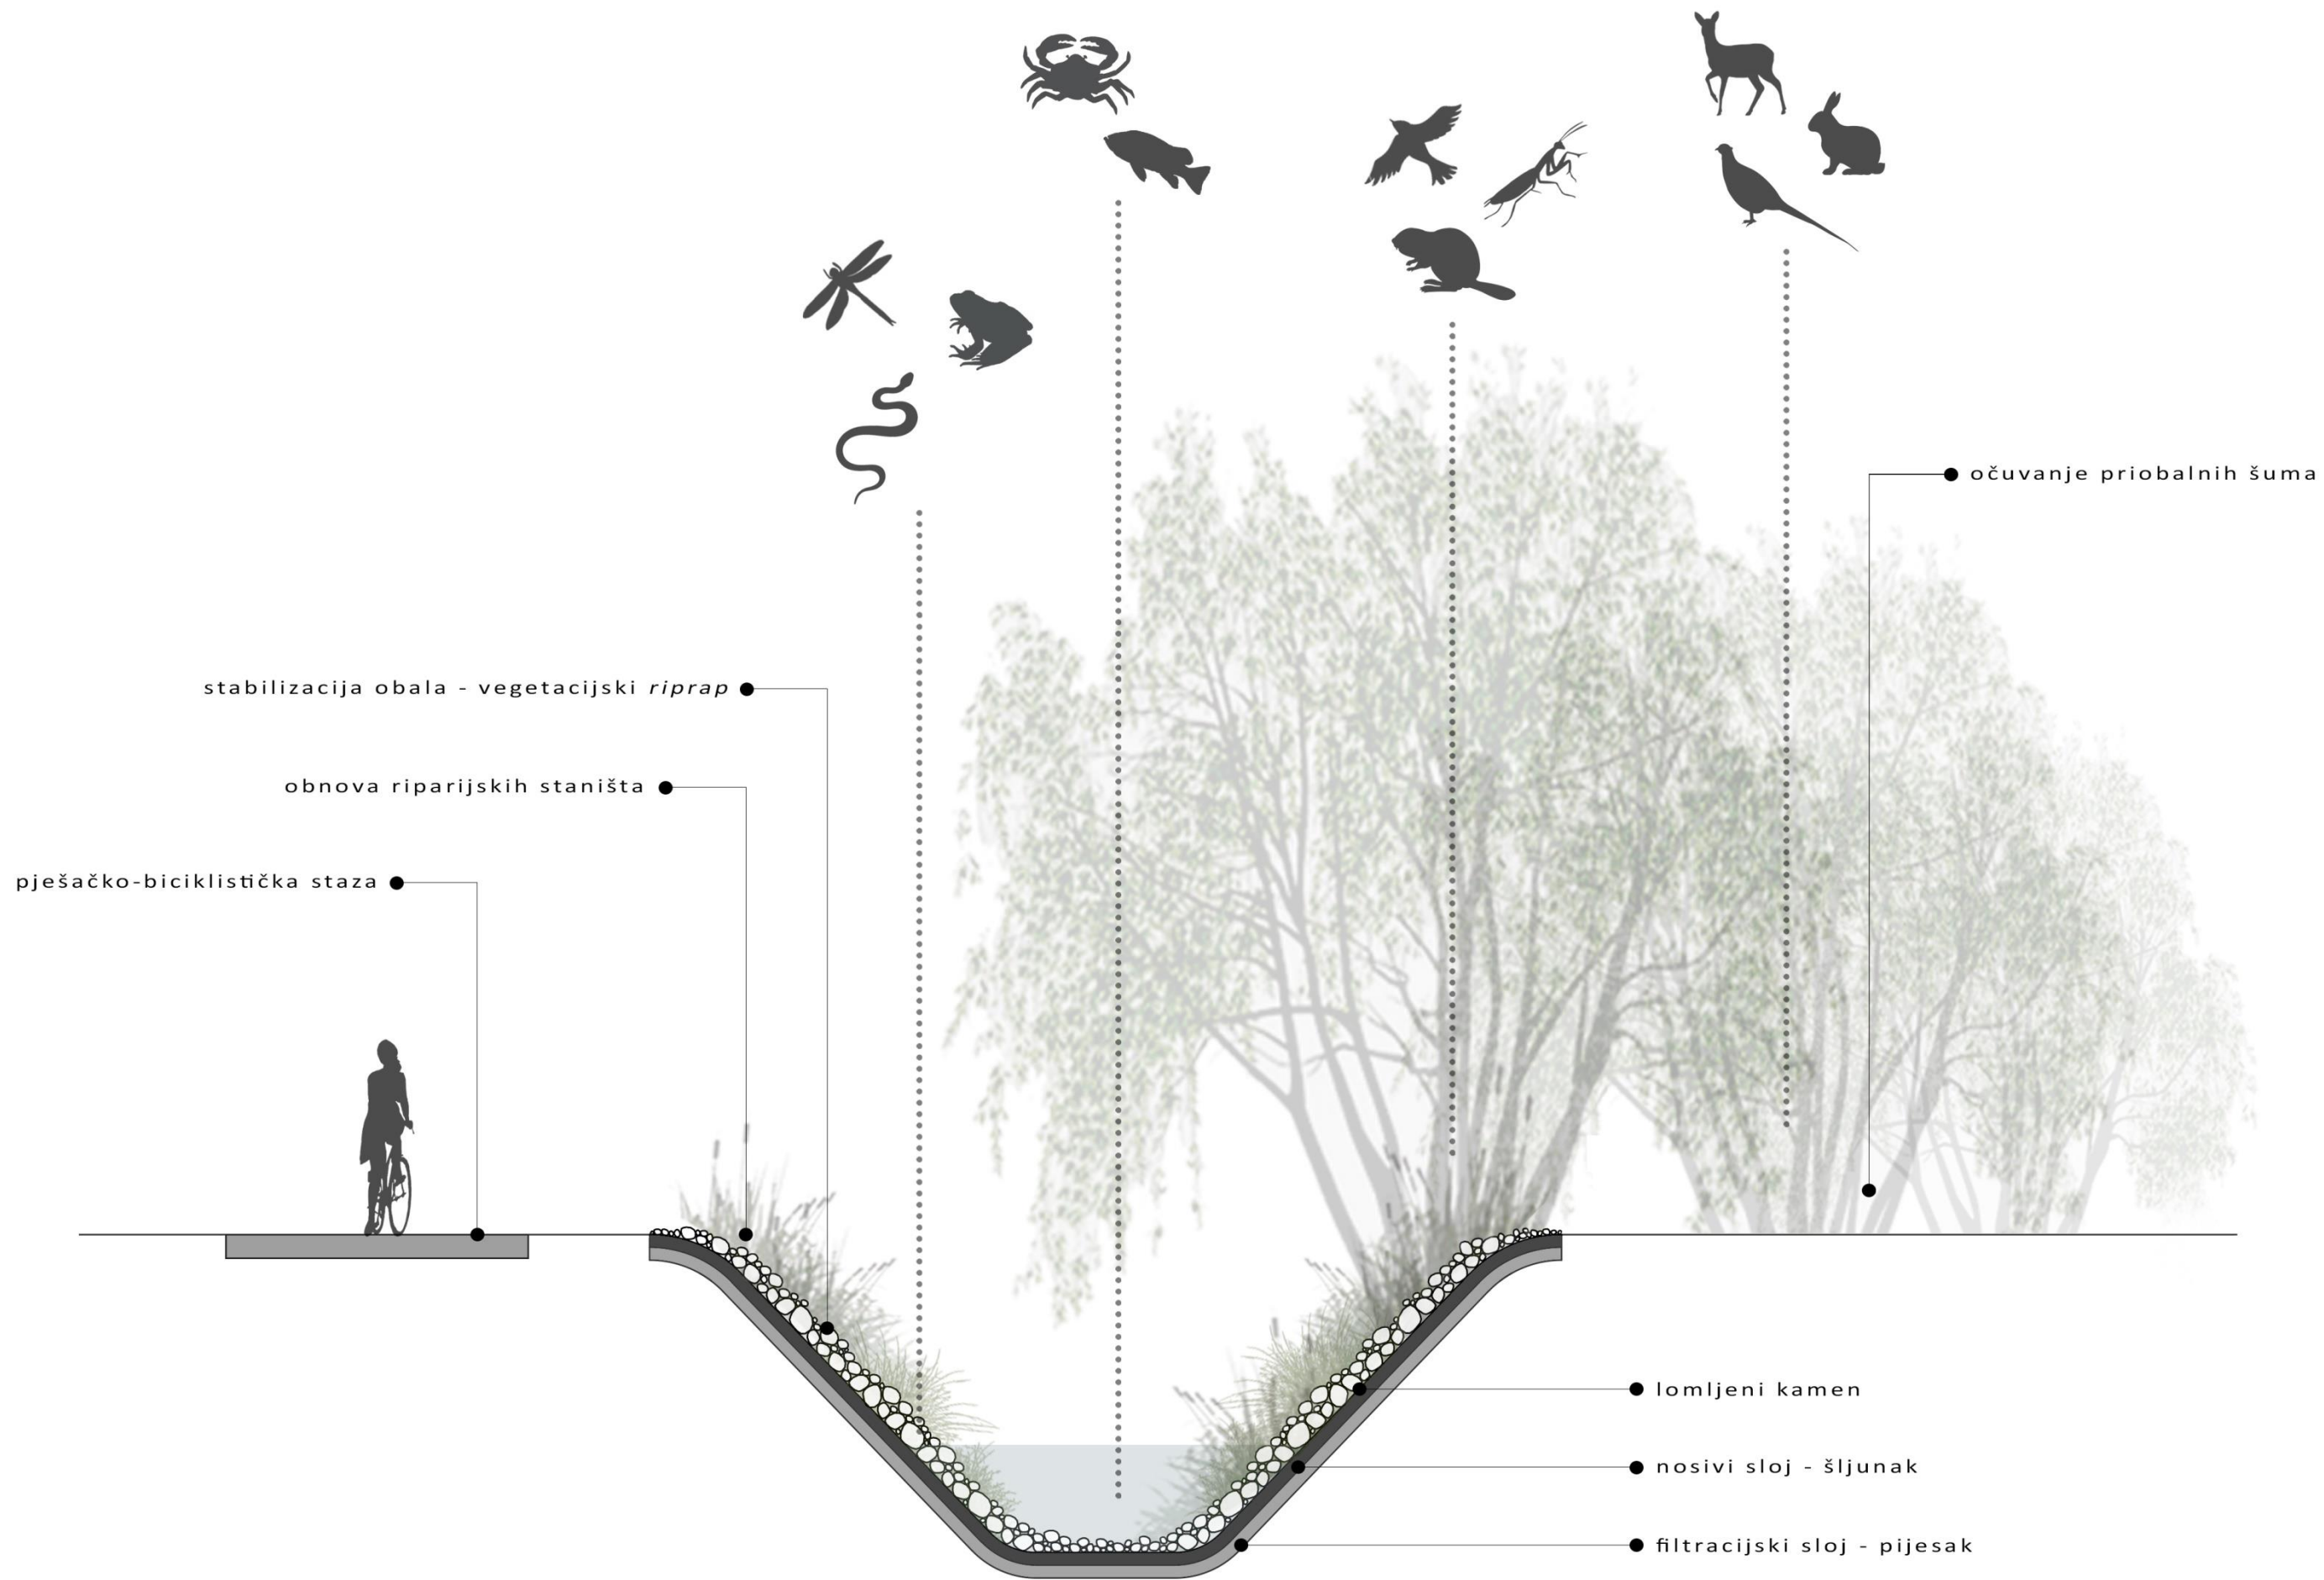 očuvanje priobalnih šuma
stabilizacija obala - vegetacijski riprap
obnova riparijskih staništa
pješačko-biciklistička staza
lomljeni kamen
nosivi sloj - šljunak
filtracijski sloj - pijesak